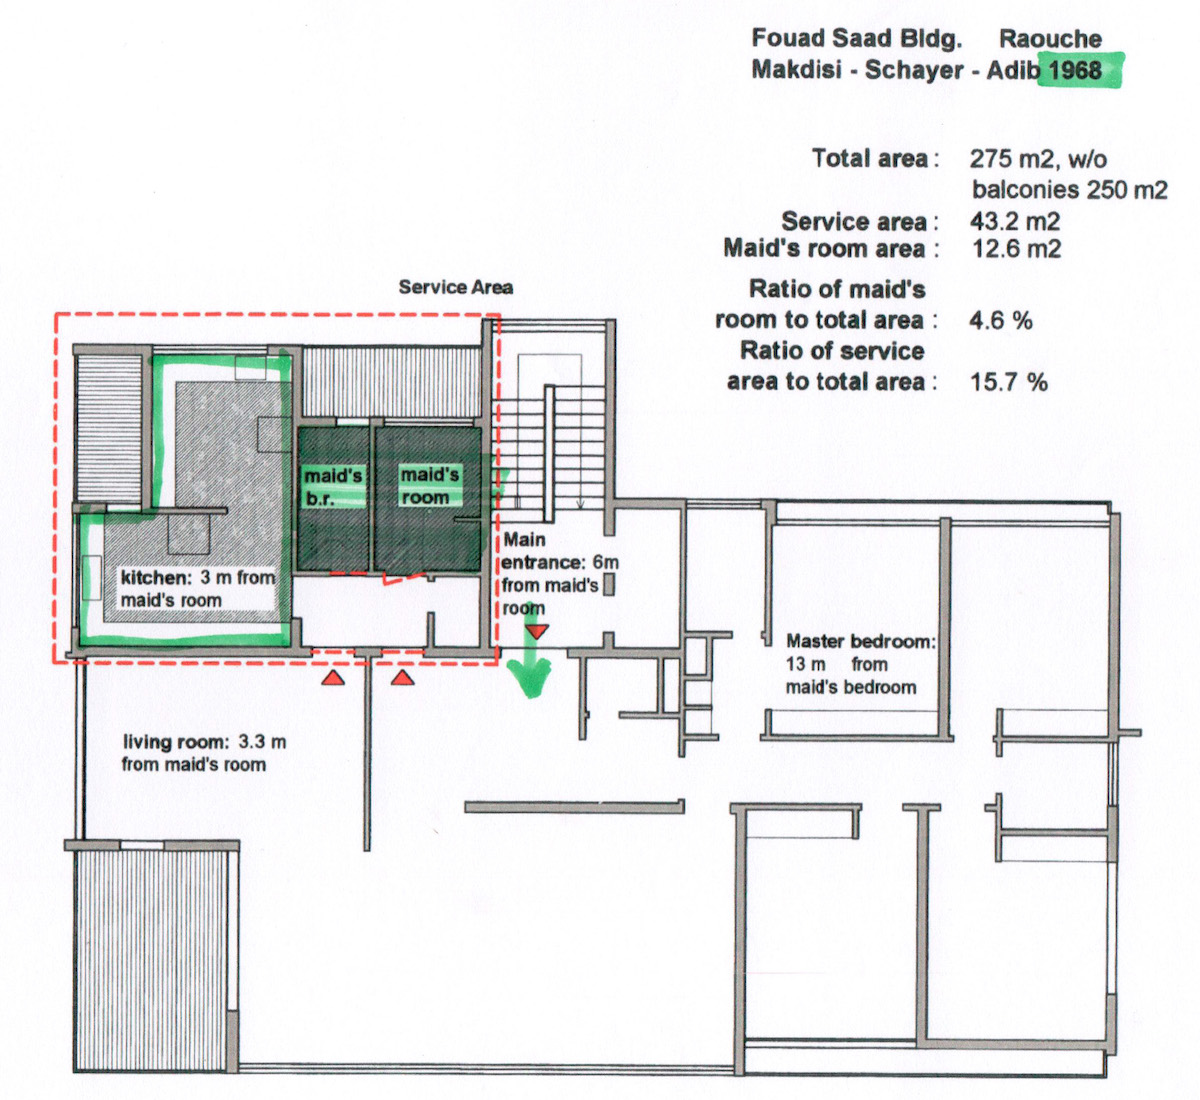 Fouad Saad Bldg. Raouche
Makdisi - Schayer - Adib 1968
Total area : 275 m2, w/o
balconies 250 m2
Service area : 43.2 m2
Maid's room area : 12.6 m2
Ratio of maid's
room to total area : 4.6 %
Ratio of service
area to total area : 15.7 %
Service Area
maid's
b.r.
maid's
room
Main
entrance: 6m
from maid's
room
kitchen: 3 m from
maid's room
Master bedroom:
13 m from
maid's bedroom
living room: 3.3 m
from maid's room